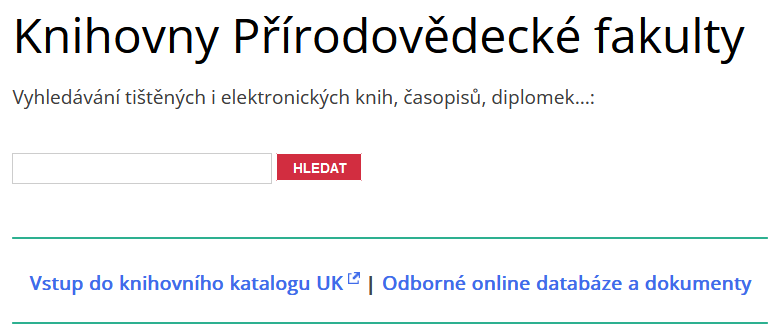 Knihovny Přírodovědecké fakulty
Vyhledávání tištěných i elektronických knih, časopisů, diplomek...:
HLEDAT
Vstup do knihovního katalogu UK | Odborné online databáze a dokumenty